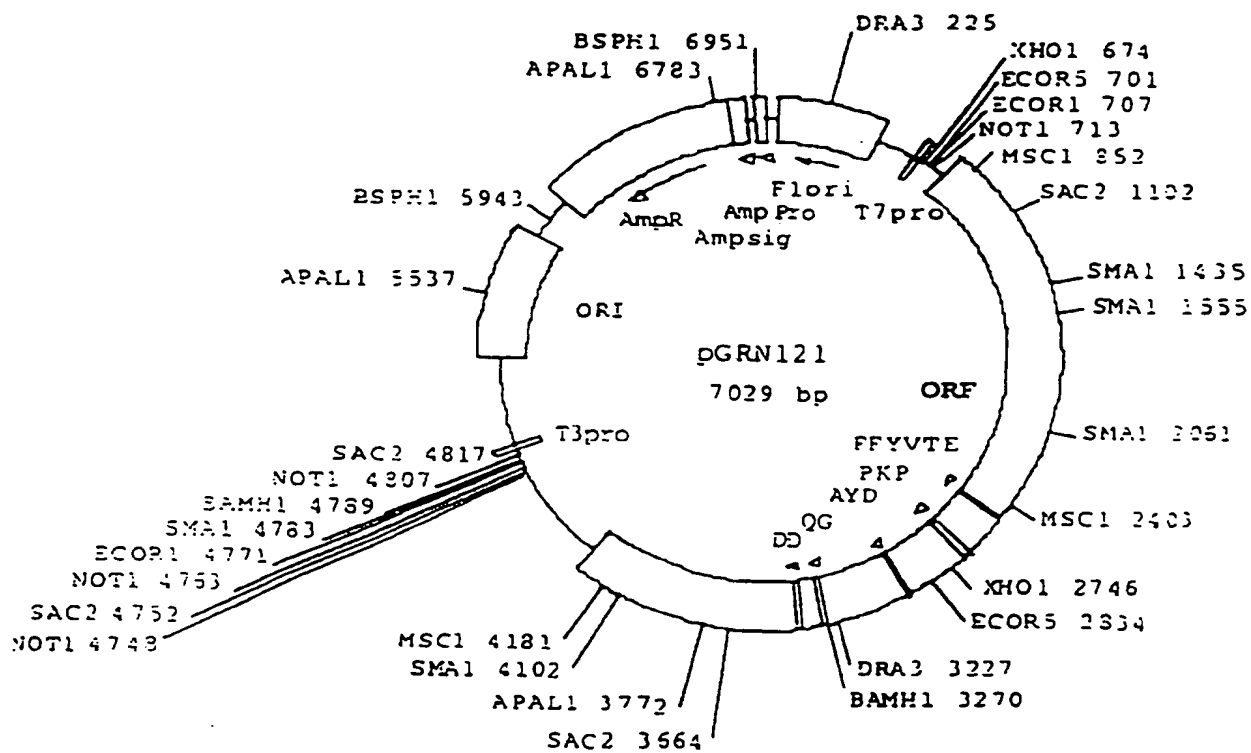 DRA3 225
BSPH1 6951
APAL1 6783
XHO1 674
ECOR5 701
ECOR1 707
NOT1 713
MSC1 852
SAC2 1102
SMA1 1435
SMA1 1555
SMA1 2061
MSC1 2403
XHO1 2746
ECOR5 2834
DRA3 3227
BAMH1 3270
SAC2 3664
APAL1 3772
SMA1 4102
MSC1 4181
NOT1 4748
SAC2 4752
NOT1 4763
ECOR1 4771
SMA1 4783
BAMH1 4789
NOT1 4807
SAC2 4817
T3pro
APAL1 5537
BSPH1 5943
ORI
AmpR
Ampsig
Amp Pro
F1ori
T7pro
pGRN121
7029 bp
ORF
FFYVTE
PKP
AYD
QG
DD